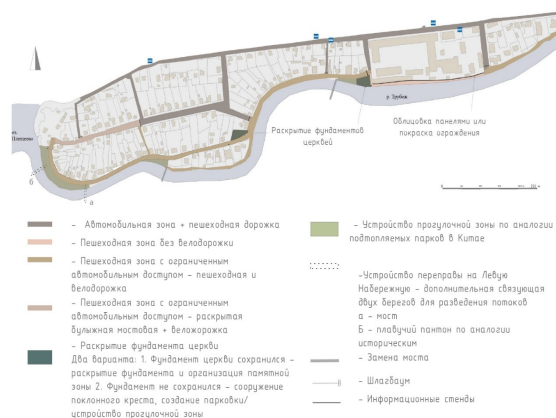 р. Трубеж
оз.
Плещеево
Раскрытие фундаментов
церквей
Облицовка панелями или
покраска ограждения
б
а
- Автомобильная зона + пешеходная дорожка
- Пешеходная зона без велодорожки
- Пешеходная зона с ограниченным
автомобильным доступом - пешеходная и
велодорожка
- Пешеходная зона с ограниченным
автомобильным доступом - раскрытая
булыжная мостовая + веложорожка
- Раскрытие фундамента церкви
Два варианта: 1. Фундамент церкви сохранился -
раскрытие фундамента и организация памятной
зоны 2. Фундамент не сохранился - сооружение
поклонного креста, создание парковки/
устройство прогулочной зоны
- Устройство прогулочной зоны по аналогии
подтопляемых парков в Китае
-Устройство переправы на Левую
Набережную - дополнительная связующая
двух берегов для разведения потоков
а - мост
Б - плавучий пантон по аналогии
историческим
- Замена моста
- Шлагбаум
- Информационные стенды